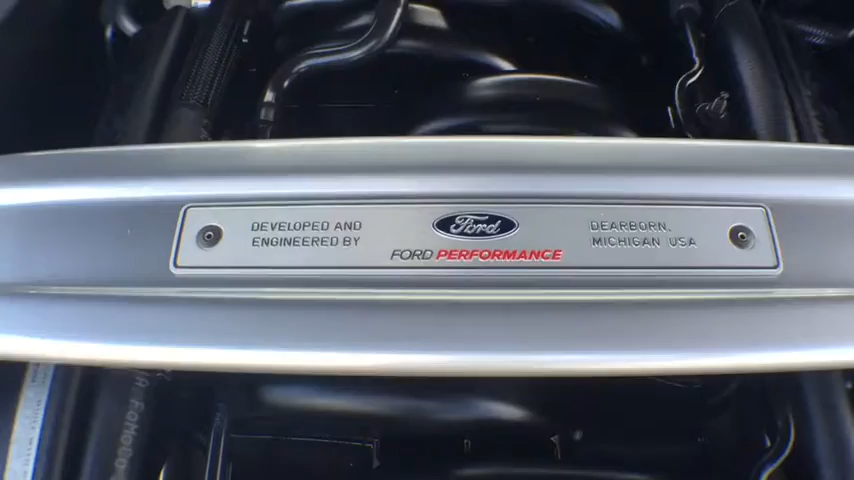 DEVELOPED AND
ENGINEERED BY
Ford
FORD PERFORMANCE
DEARBORN,
MICHIGAN USA